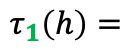 τ₁(h) =